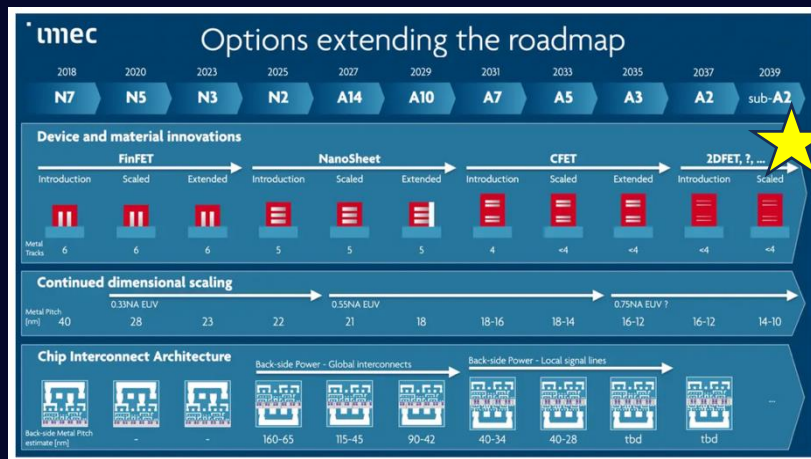 imec
Options extending the roadmap
2018 2020 2023 2025 2027 2029 2031 2033 2035 2037 2039
N7 N5 N3 N2 A14 A10 A7 A5 A3 A2 sub-A2
Device and material innovations
FinFET NanoSheet CFET 2DFET, ?, ...
Introduction Scaled Extended Introduction Scaled Extended Introduction Scaled Extended Introduction Scaled
Metal
Tracks 6 6 6 5 5 5 4 <4 <4 <4 <4
Continued dimensional scaling
0.33NA EUV 0.55NA EUV 0.75NA EUV ?
Metal Pitch
[nm] 40 28 23 22 21 18 18-16 18-14 16-12 16-12 14-10
Chip Interconnect Architecture
Back-side Power - Global interconnects Back-side Power - Local signal lines
...
Back-side Metal Pitch
estimate [nm] - - 160-65 115-45 90-42 40-34 40-28 tbd tbd